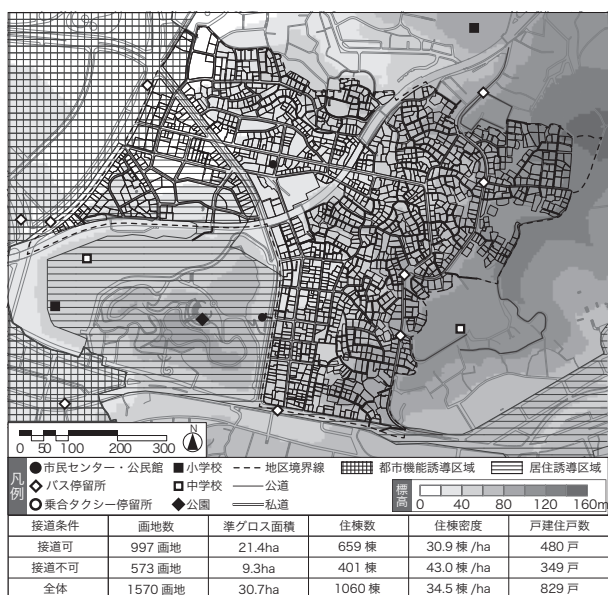 N
0 50 100 200 300
凡例
●市民センター・公民館 ■小学校 地区境界線 都市機能誘導区域 居住誘導区域
◇バス停留所 □中学校 公道
○乗合タクシー停留所 ◆公園 私道
標高
0 40 80 120 160m
接道条件 画地数 準グロス面積 住棟数 住棟密度 戸建住戸数
接道可 997 画地 21.4ha 659 棟 30.9 棟 /ha 480 戸
接道不可 573 画地 9.3ha 401 棟 43.0 棟 /ha 349 戸
全体 1570 画地 30.7ha 1060 棟 34.5 棟 /ha 829 戸